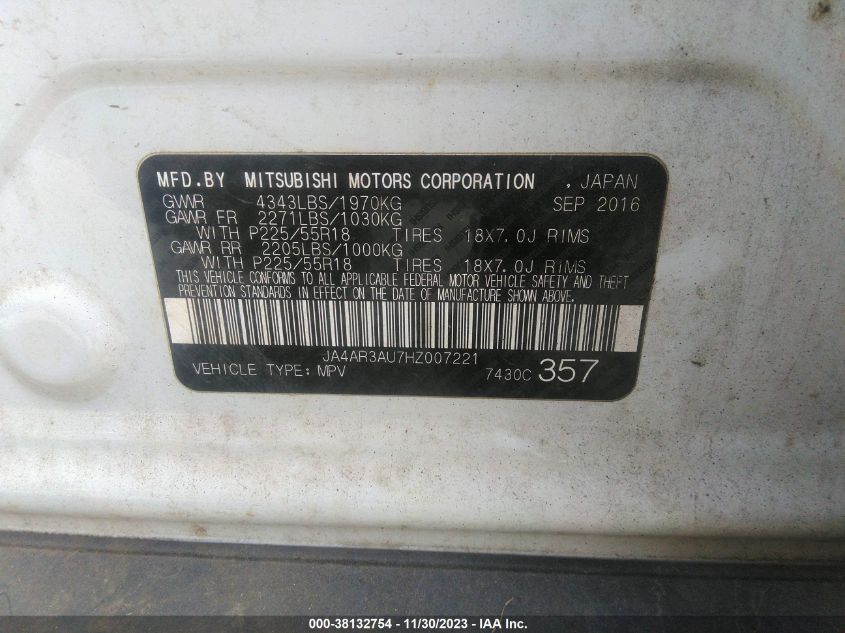 MFD.BY MITSUBISHI MOTORS CORPORATION , JAPAN
GVWR 4343LBS/1970KG SEP 2016
GAWR FR 2271LBS/1030KG
WITH P225/55R18 TIRES 18X7.0J RIMS
GAWR RR 2205LBS/1000KG
WITH P225/55R18 TIRES 18X7.0J RIMS
THIS VEHICLE CONFORMS TO ALL APPLICABLE FEDERAL MOTOR VEHICLE SAFETY AND THEFT
PREVENTION STANDARDS IN EFFECT ON THE DATE OF MANUFACTURE SHOWN ABOVE.
JA4AR3AU7HZ007221
VEHICLE TYPE: MPV 7430C 357
000-38132754 - 11/30/2023 - IAA Inc.